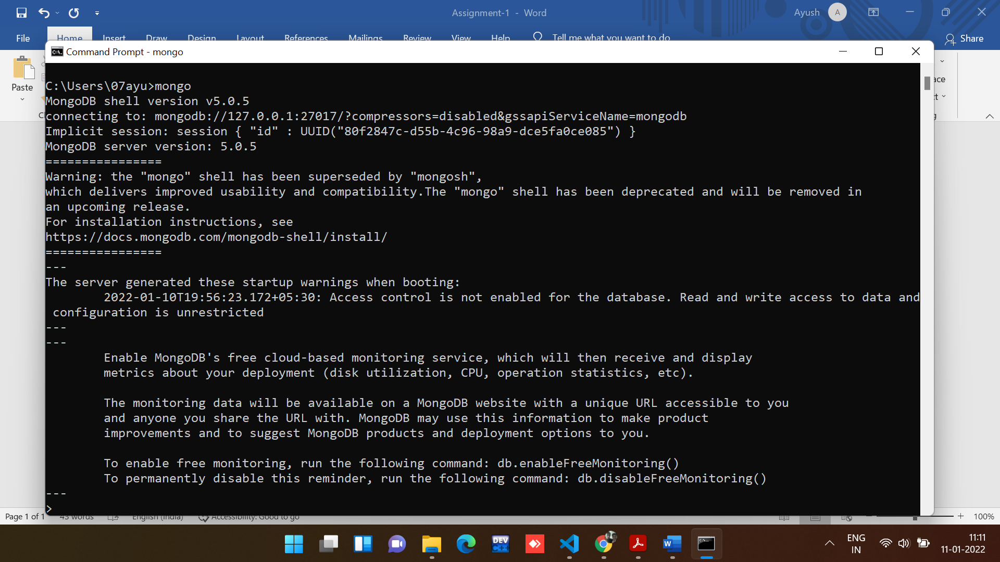 Assignment-1 - Word
Ayush
A
File
Home
Insert
Draw
Design
Layout
References
Mailings
Review
View
Help
Tell me what you want to do
Share
Paste
Command Prompt - mongo
C:\Users\07ayu>mongo
MongoDB shell version v5.0.5
connecting to: mongodb://127.0.0.1:27017/?compressors=disabled&gssapiServiceName=mongodb
Implicit session: session { "id" : UUID("80f2847c-d55b-4c96-98a9-dce5fa0ce085") }
MongoDB server version: 5.0.5
================
Warning: the "mongo" shell has been superseded by "mongosh",
which delivers improved usability and compatibility.The "mongo" shell has been deprecated and will be removed in
an upcoming release.
For installation instructions, see
https://docs.mongodb.com/mongodb-shell/install/
================
---
The server generated these startup warnings when booting:
2022-01-10T19:56:23.172+05:30: Access control is not enabled for the database. Read and write access to data and
configuration is unrestricted
---
---
Enable MongoDB's free cloud-based monitoring service, which will then receive and display
metrics about your deployment (disk utilization, CPU, operation statistics, etc).
The monitoring data will be available on a MongoDB website with a unique URL accessible to you
and anyone you share the URL with. MongoDB may use this information to make product
improvements and to suggest MongoDB products and deployment options to you.
To enable free monitoring, run the following command: db.enableFreeMonitoring()
To permanently disable this reminder, run the following command: db.disableFreeMonitoring()
---
>
Page 1 of 1
43 words
English (India)
Accessibility: Good to go
100%
DEV
C++
W
ENG
IN
11:11
11-01-2022